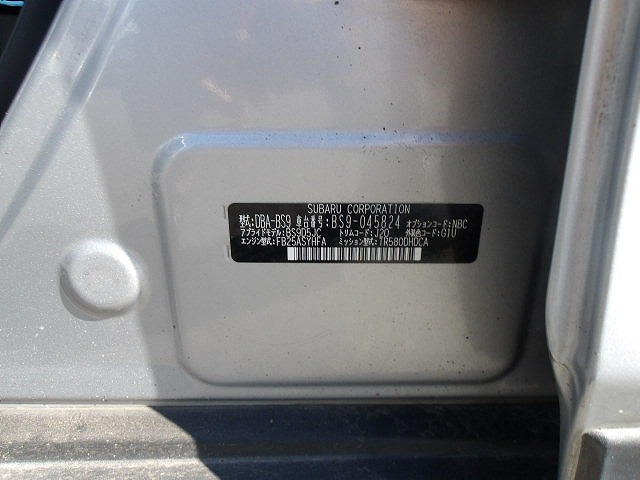 SUBARU CORPORATION
型式:DBA-BS9 車台番号:BS9-045824 オプションコード:NBC
アプライドモデル:BS9D5JC トリムコード:J20 外装色コード:G1U
エンジン型式:FB25ASYHFA ミッション型式:TR580DHDCA